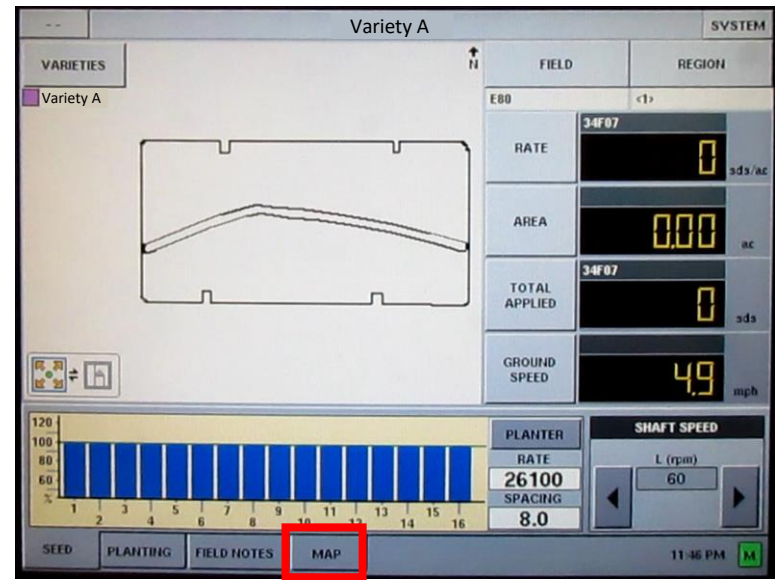 -- Variety A SYSTEM
VARIETIES N FIELD REGION
Variety A E80 <1>
34F07
RATE 0 sds/ac
AREA 0.00 ac
34F07
TOTAL APPLIED 0 sds
GROUND SPEED 4.9 mph
120
100
80
60
%
1 2 3 4 5 6 7 8 9 10 11 12 13 14 15 16
PLANTER
RATE
26100
SPACING
8.0
SHAFT SPEED
L (rpm)
60
SEED PLANTING FIELD NOTES MAP 11:46 PM M